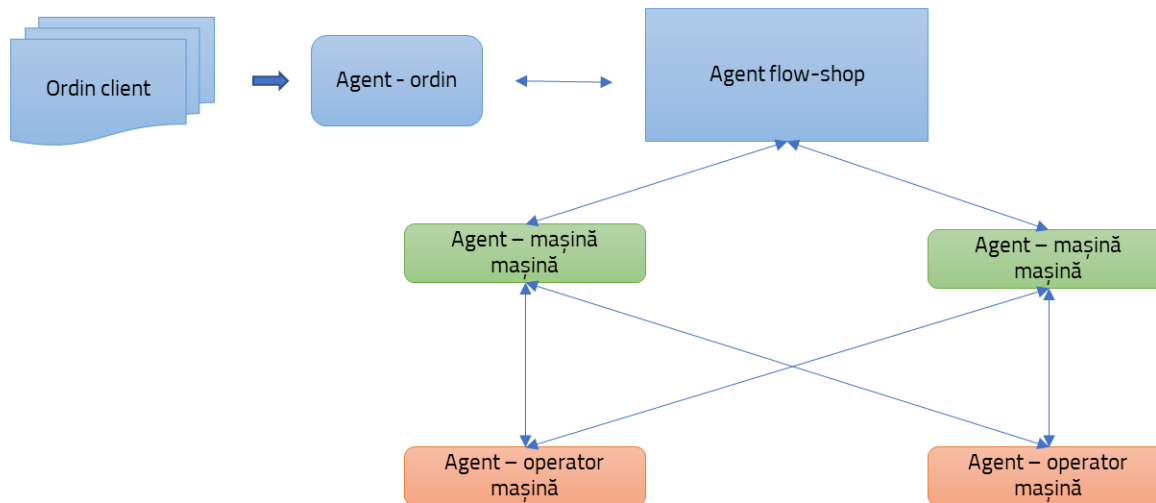 Ordin client
Agent - ordin
Agent flow-shop
Agent – mașină
mașină
Agent – mașină
mașină
Agent – operator
mașină
Agent – operator
mașină